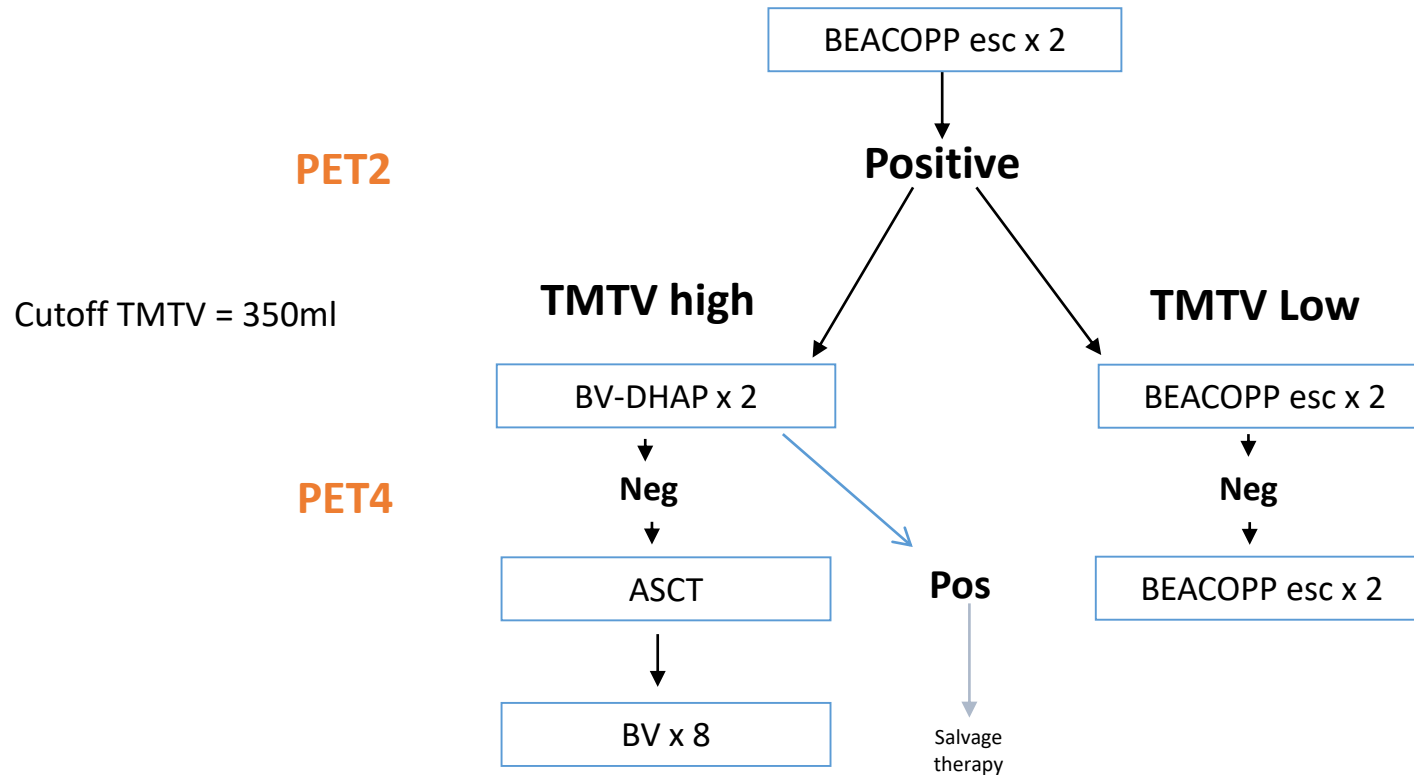 BEACOPP esc x 2
PET2
Positive
Cutoff TMTV = 350ml
TMTV high
TMTV Low
BV-DHAP x 2
BEACOPP esc x 2
PET4
Neg
Neg
ASCT
Pos
BEACOPP esc x 2
BV x 8
Salvage
therapy